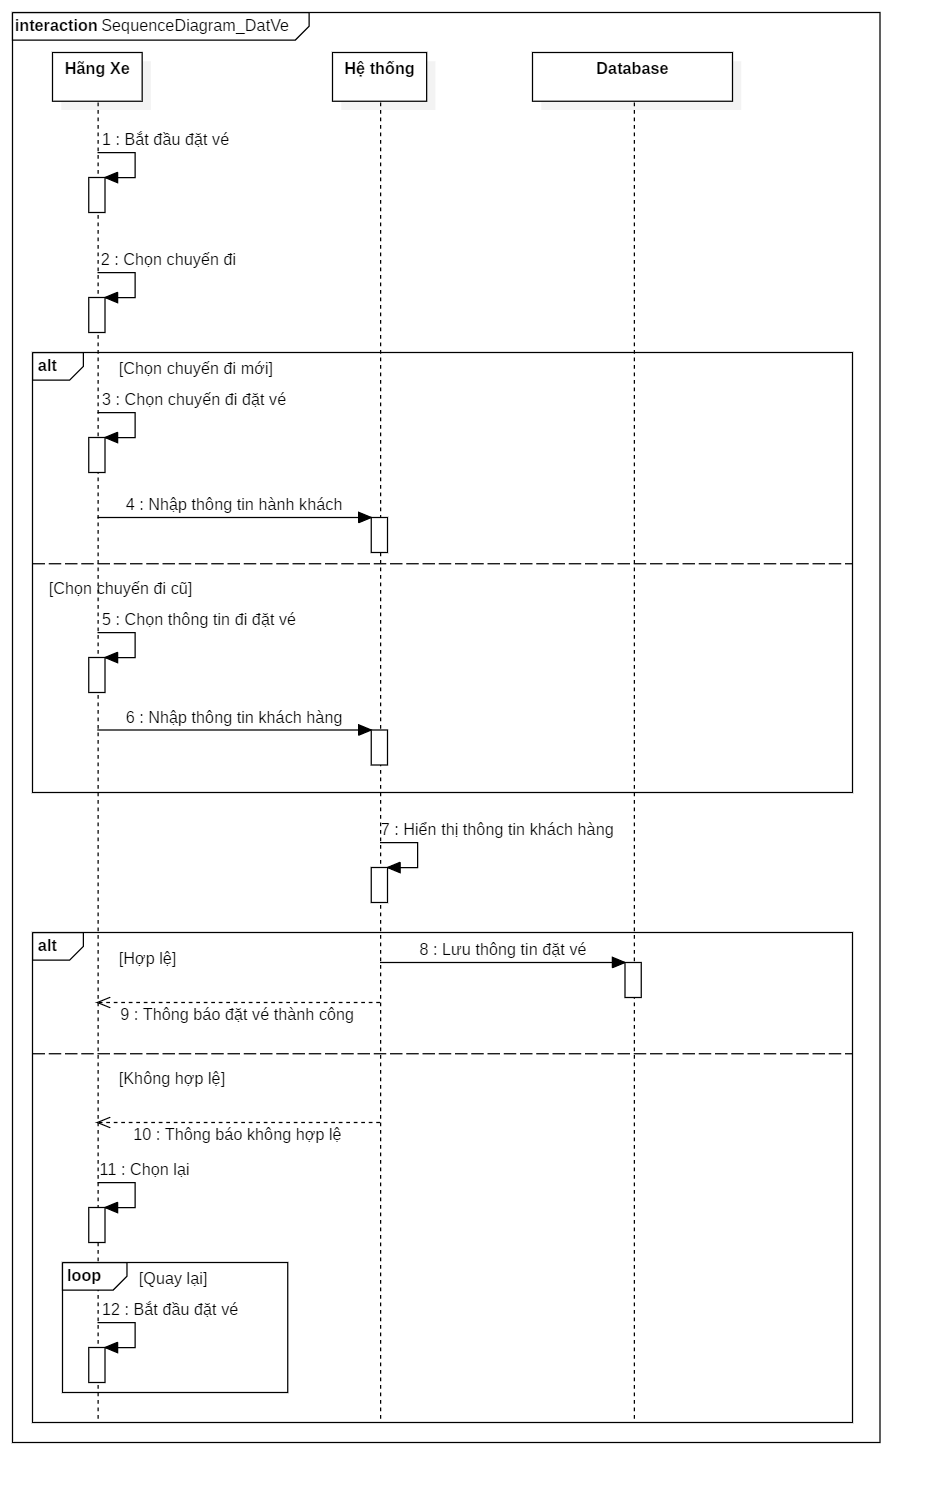 interaction SequenceDiagram_DatVe
Hãng Xe
Hệ thống
Database
1 : Bắt đầu đặt vé
2 : Chọn chuyến đi
alt
[Chọn chuyến đi mới]
3 : Chọn chuyến đi đặt vé
4 : Nhập thông tin hành khách
[Chọn chuyến đi cũ]
5 : Chọn thông tin đi đặt vé
6 : Nhập thông tin khách hàng
7 : Hiển thị thông tin khách hàng
alt
8 : Lưu thông tin đặt vé
[Hợp lệ]
9 : Thông báo đặt vé thành công
[Không hợp lệ]
10 : Thông báo không hợp lệ
11 : Chọn lại
loop
[Quay lại]
12 : Bắt đầu đặt vé